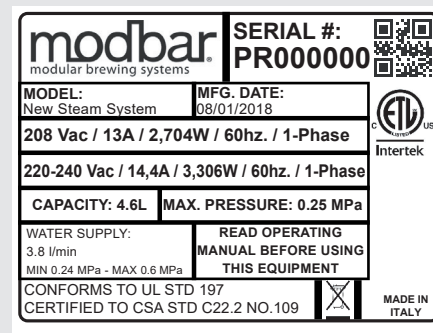 modbar.
modular brewing systems
SERIAL #:
PR000000
MODEL:
New Steam System
MFG. DATE:
08/01/2018
208 Vac / 13A / 2,704W / 60hz. / 1-Phase
220-240 Vac / 14,4A / 3,306W / 60hz. / 1-Phase
CAPACITY: 4.6L
MAX. PRESSURE: 0.25 MPa
WATER SUPPLY:
3.8 l/min
MIN 0.24 MPa - MAX 0.6 MPa
READ OPERATING
MANUAL BEFORE USING
THIS EQUIPMENT
CONFORMS TO UL STD 197
CERTIFIED TO CSA STD C22.2 NO.109
C ETL US
LISTED
Intertek
MADE IN
ITALY